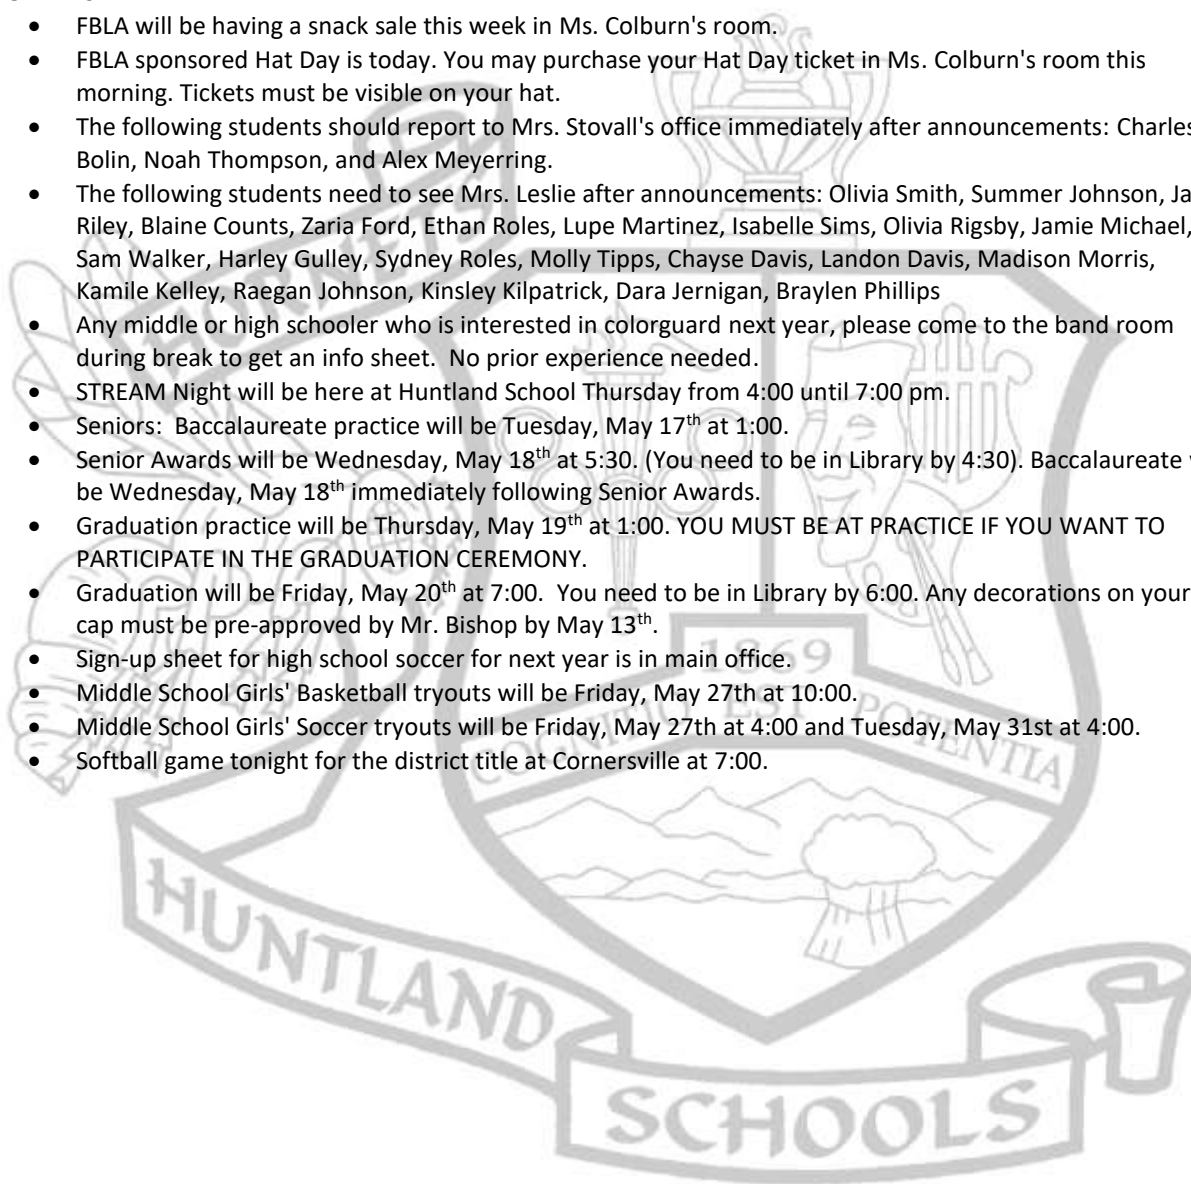 • FBLA will be having a snack sale this week in Ms. Colburn's room.
• FBLA sponsored Hat Day is today. You may purchase your Hat Day ticket in Ms. Colburn's room this
morning. Tickets must be visible on your hat.
• The following students should report to Mrs. Stovall's office immediately after announcements: Charles
Bolin, Noah Thompson, and Alex Meyerring.
• The following students need to see Mrs. Leslie after announcements: Olivia Smith, Summer Johnson, Ja
Riley, Blaine Counts, Zaria Ford, Ethan Roles, Lupe Martinez, Isabelle Sims, Olivia Rigsby, Jamie Michael,
Sam Walker, Harley Gulley, Sydney Roles, Molly Tipps, Chayse Davis, Landon Davis, Madison Morris,
Kamile Kelley, Raegan Johnson, Kinsley Kilpatrick, Dara Jernigan, Braylen Phillips
• Any middle or high schooler who is interested in colorguard next year, please come to the band room
during break to get an info sheet.  No prior experience needed.
• STREAM Night will be here at Huntland School Thursday from 4:00 until 7:00 pm.
• Seniors:  Baccalaureate practice will be Tuesday, May 17th at 1:00.
• Senior Awards will be Wednesday, May 18th at 5:30. (You need to be in Library by 4:30). Baccalaureate
be Wednesday, May 18th immediately following Senior Awards.
• Graduation practice will be Thursday, May 19th at 1:00. YOU MUST BE AT PRACTICE IF YOU WANT TO
PARTICIPATE IN THE GRADUATION CEREMONY.
• Graduation will be Friday, May 20th at 7:00.  You need to be in Library by 6:00. Any decorations on your
cap must be pre-approved by Mr. Bishop by May 13th.
• Sign-up sheet for high school soccer for next year is in main office.
• Middle School Girls' Basketball tryouts will be Friday, May 27th at 10:00.
• Middle School Girls' Soccer tryouts will be Friday, May 27th at 4:00 and Tuesday, May 31st at 4:00.
• Softball game tonight for the district title at Cornersville at 7:00.
HORNETS
1869
COGNITIO EST POTENTIA
HUNTLAND
SCHOOLS